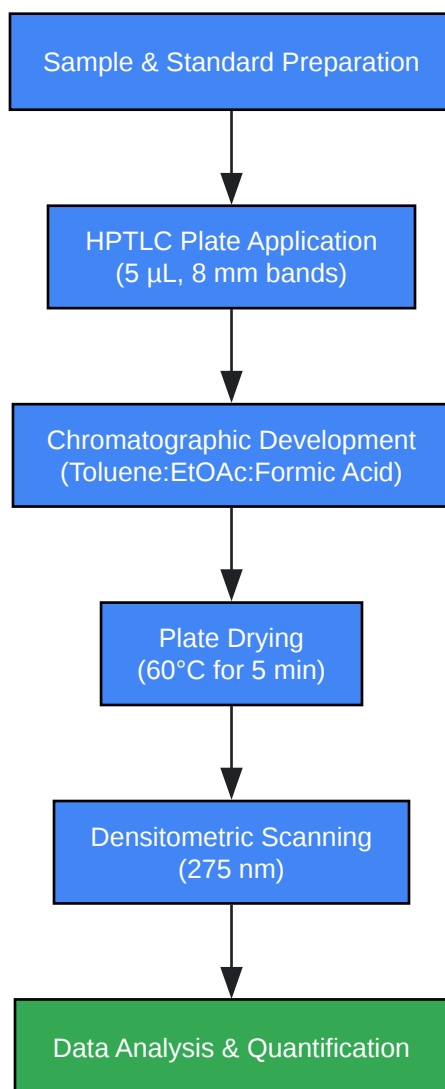 Sample & Standard Preparation
HPTLC Plate Application
(5 µL, 8 mm bands)
Chromatographic Development
(Toluene:EtOAc:Formic Acid)
Plate Drying
(60°C for 5 min)
Densitometric Scanning
(275 nm)
Data Analysis & Quantification